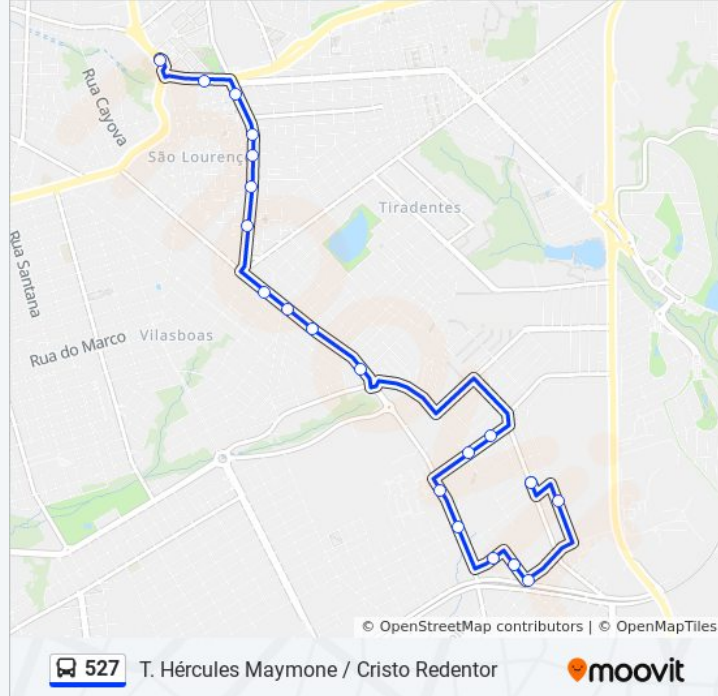 Rua Cayova
São Lourenço
Tiradentes
Rua Santana
Rua do Marco
Vilasboas
© OpenStreetMap contributors | © OpenMapTiles
527 T. Hércules Maymone / Cristo Redentor
moovit